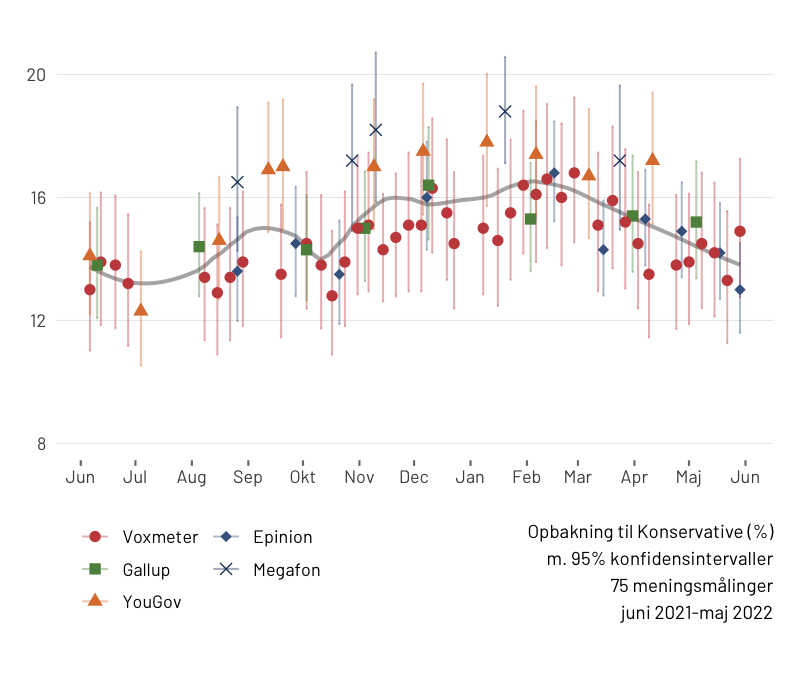 20
16
12
8
Jun Jul Aug Sep Okt Nov Dec Jan Feb Mar Apr Maj Jun
Voxmeter Epinion
Gallup Megafon
YouGov
Opbakning til Konservative (%)
m. 95% konfidensintervaller
75 meningsmålinger
juni 2021-maj 2022